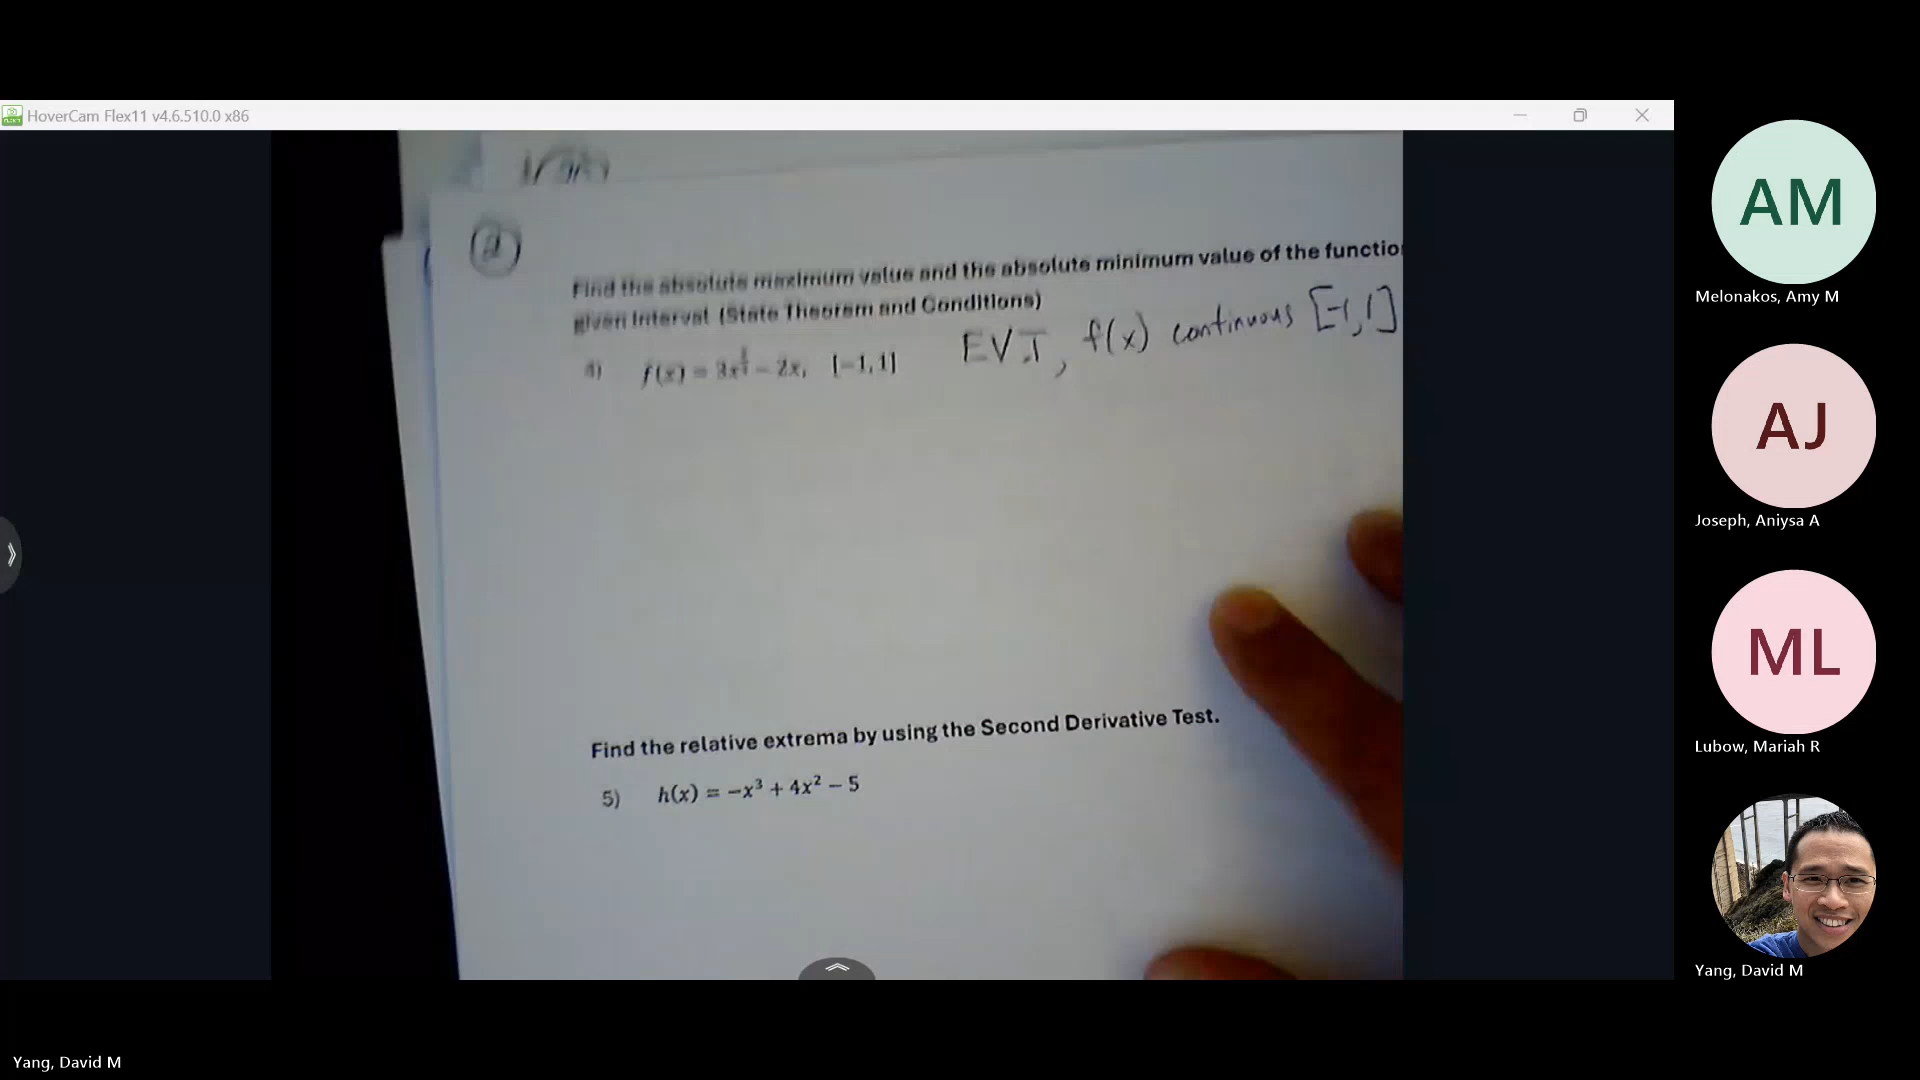 HoverCam Flex11 v4.6.510.0 x86
2
Find the absolute maximum value and the absolute minimum value of the functio
given interval (State Theorem and Conditions)
EVT, f(x) continuous [-1, 1]
4) f(x) = 3x – 2x, [−1, 1]
Find the relative extrema by using the Second Derivative Test.
5) h(x) = −x³ + 4x² − 5
AM
Melonakos, Amy M
AJ
Joseph, Aniysa A
ML
Lubow, Mariah R
Yang, David M
Yang, David M